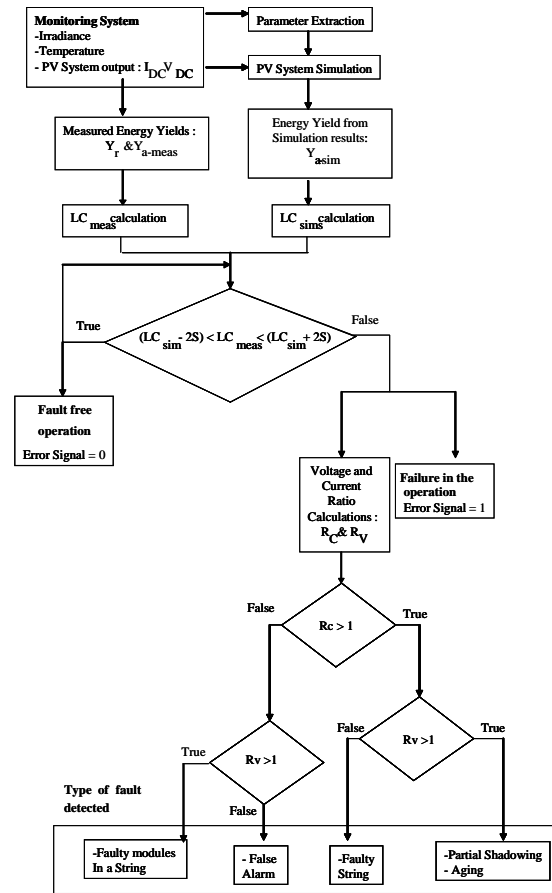 Monitoring System
-Irradiance
-Temperature
- PV System output : I DC V DC
Parameter Extraction
PV System Simulation
Measured Energy Yields :
Y r & Y a-meas
Energy Yield from
Simulation results:
Y a-sim
LC meas calculation
LC sims calculation
True
(LC sim - 2S) < LC meas < (LC sim + 2S)
False
Fault free
operation
Error Signal = 0
Voltage and
Current
Ratio
Calculations :
R C & R V
Failure in the
operation
Error Signal = 1
False
Rc > 1
True
True
Rv >1
False
False
Rv >1
True
Type of fault
detected
-Faulty modules
In a String
- False
Alarm
-Faulty
String
-Partial Shadowing
- Aging